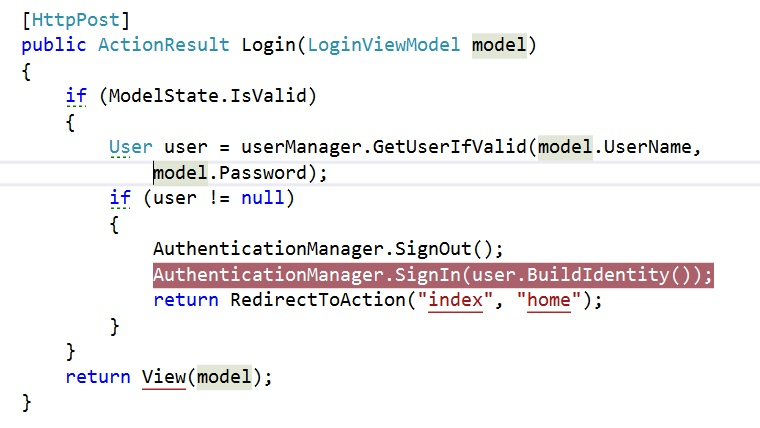 [HttpPost]
public ActionResult Login(LoginViewModel model)
{
    if (ModelState.IsValid)
    {
        User user = userManager.GetUserIfValid(model.UserName,
            model.Password);
        if (user != null)
        {
            AuthenticationManager.SignOut();
            AuthenticationManager.SignIn(user.BuildIdentity());
            return RedirectToAction("index", "home");
        }
    }
    return View(model);
}